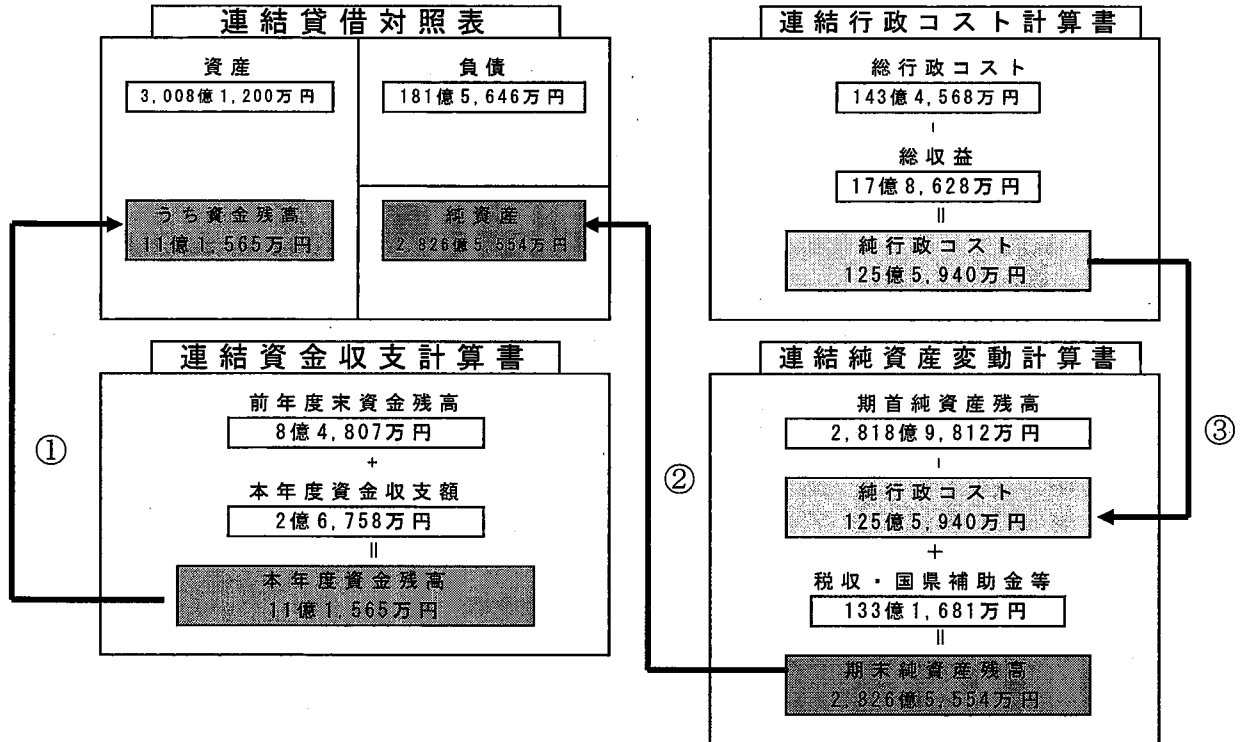 連結貸借対照表
資産
3,008億1,200万円
負債
181億5,646万円
うち資金残高
11億1,565万円
純資産
2,826億5,554万円
連結行政コスト計算書
総行政コスト
143億4,568万円
-
総収益
17億8,628万円
||
純行政コスト
125億5,940万円
連結資金収支計算書
前年度末資金残高
8億4,807万円
+
本年度資金収支額
2億6,758万円
||
本年度資金残高
11億1,565万円
連結純資産変動計算書
期首純資産残高
2,818億9,812万円
-
純行政コスト
125億5,940万円
+
税収・国県補助金等
133億1,681万円
||
期末純資産残高
2,826億5,554万円
①
②
③